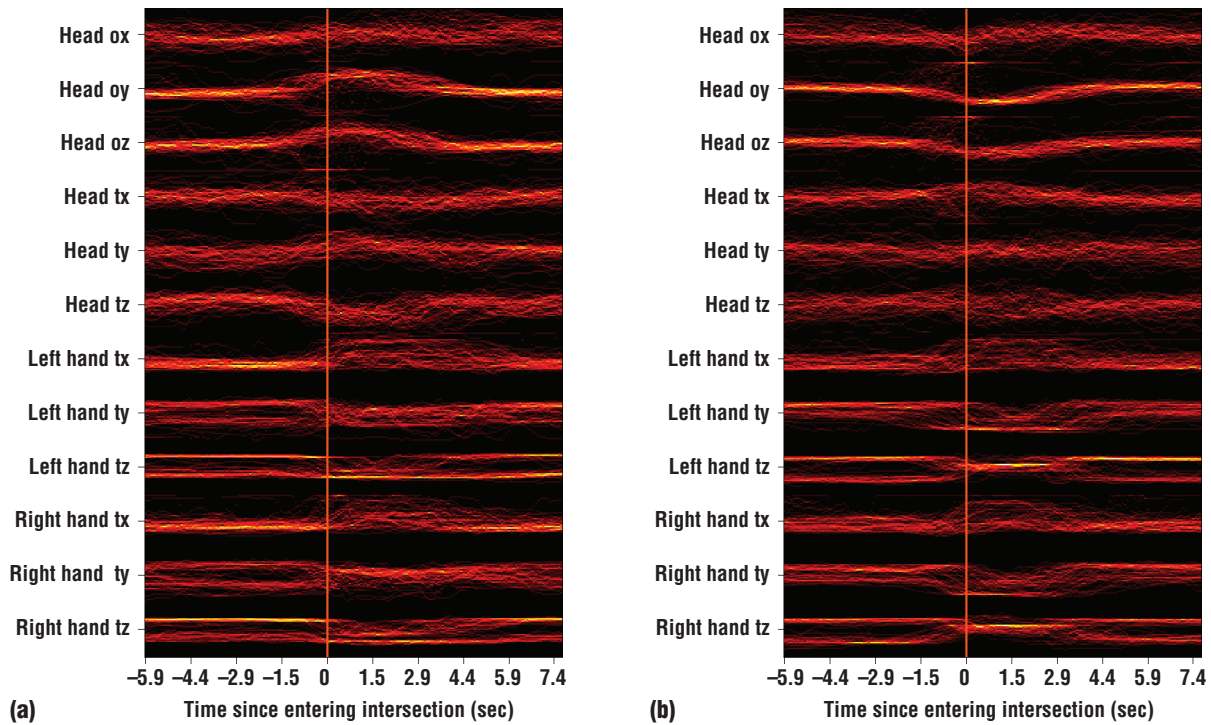 Head ox
Head oy
Head oz
Head tx
Head ty
Head tz
Left hand tx
Left hand ty
Left hand tz
Right hand tx
Right hand ty
Right hand tz
–5.9 –4.4 –2.9 –1.5 0 1.5 2.9 4.4 5.9 7.4
(a) Time since entering intersection (sec)
Head ox
Head oy
Head oz
Head tx
Head ty
Head tz
Left hand tx
Left hand ty
Left hand tz
Right hand tx
Right hand ty
Right hand tz
–5.9 –4.4 –2.9 –1.5 0 1.5 2.9 4.4 5.9 7.4
(b) Time since entering intersection (sec)